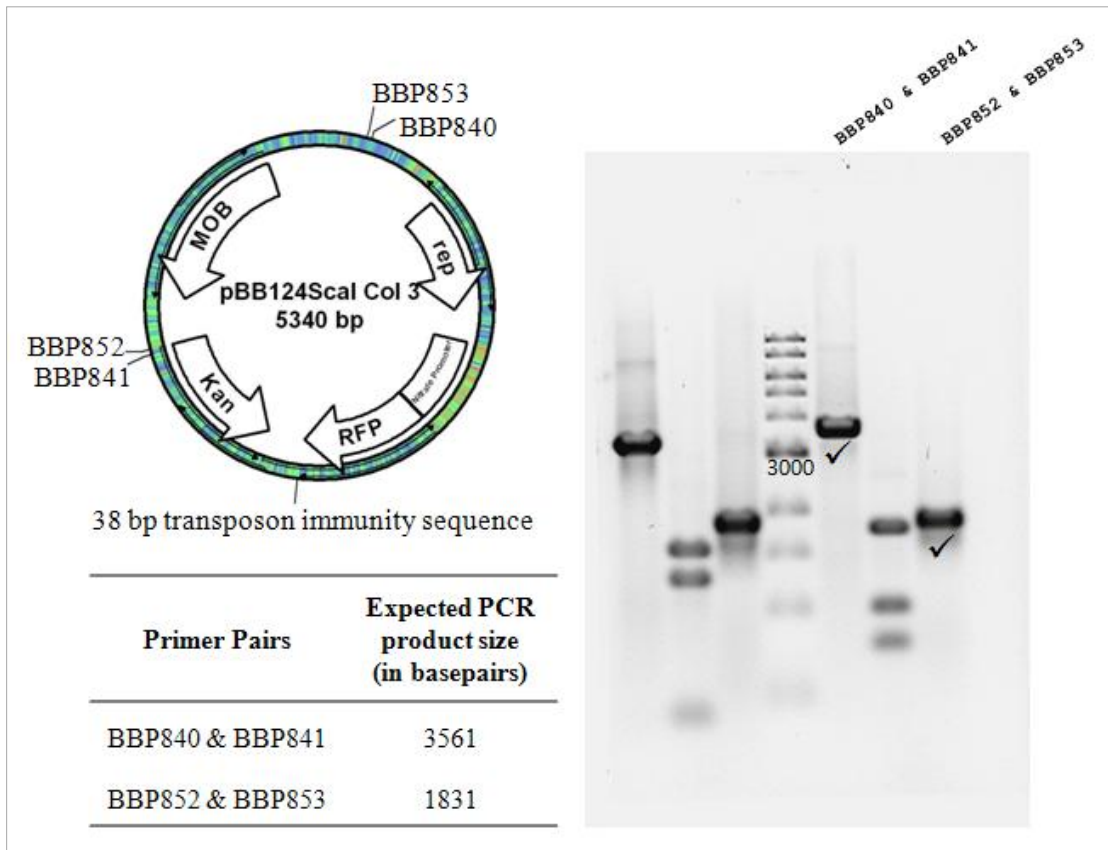 BBP853
BBP840
MOB
rep
pBB124ScaI Col 3
5340 bp
BBP852
BBP841
Kan
RFP
Nitrate Promoter
38 bp transposon immunity sequence
Primer Pairs
Expected PCR
product size
(in basepairs)
BBP840 & BBP841 3561
BBP852 & BBP853 1831
BBP840 & BBP841
BBP852 & BBP853
3000